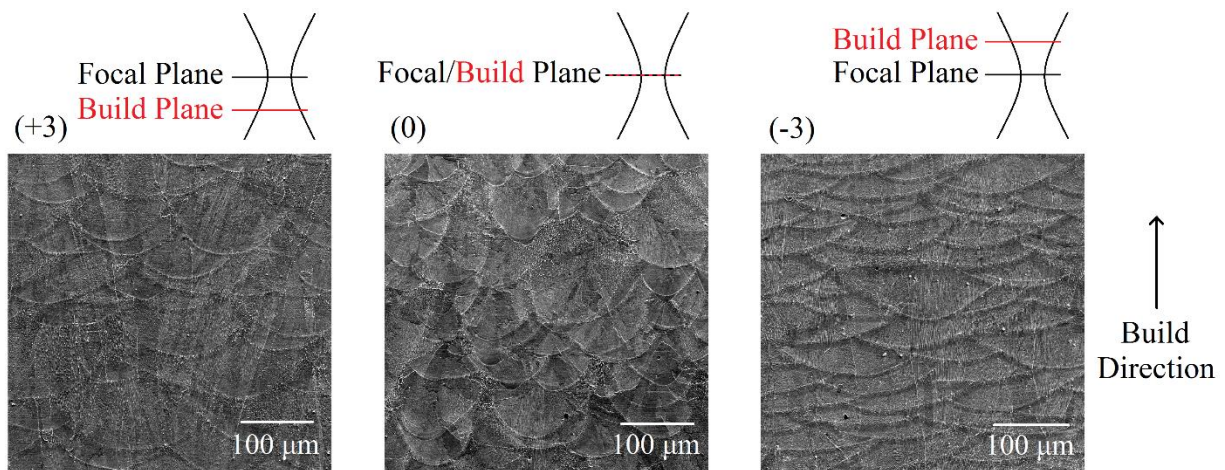 Focal Plane
Build Plane
(+3)
Focal/Build Plane
(0)
Build Plane
Focal Plane
(-3)
100 μm
100 μm
100 μm
Build
Direction